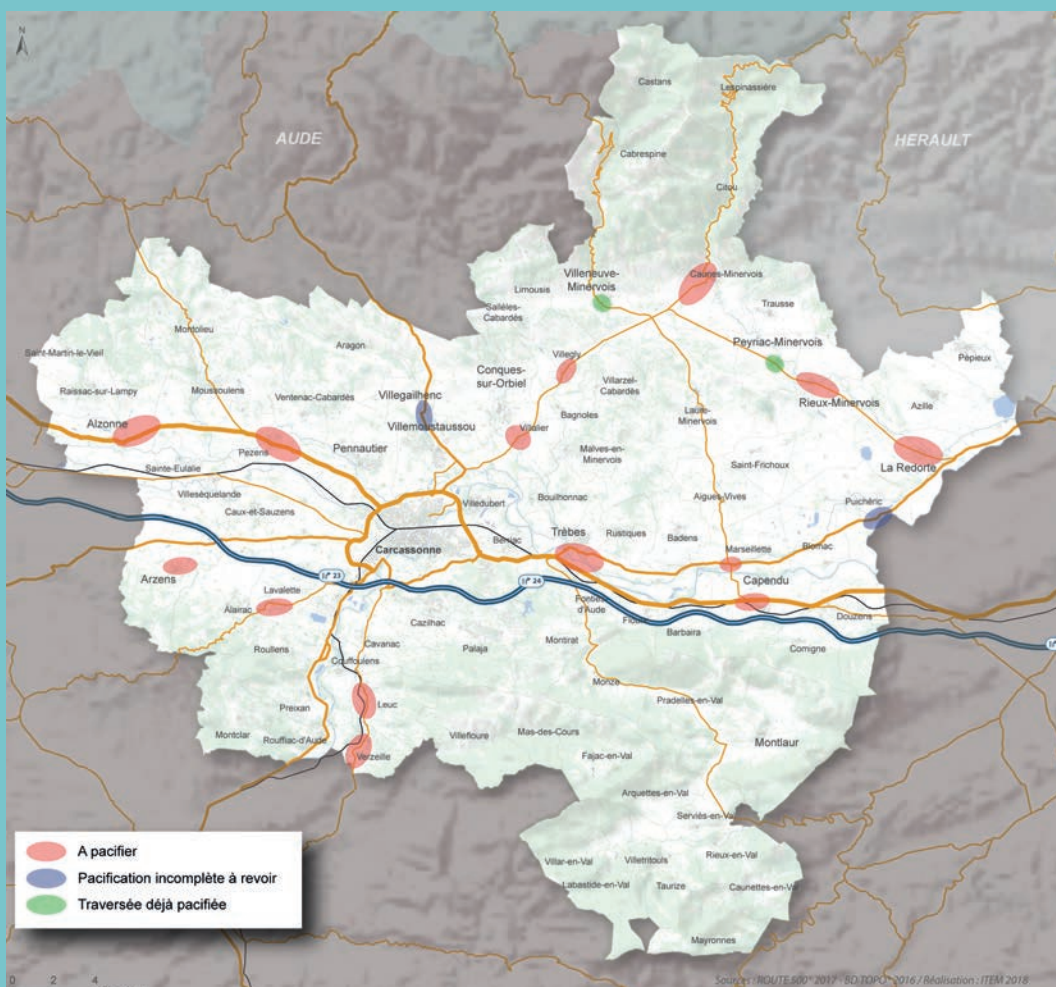 N
Castans
Lespinassière
AUDE
HERAULT
Cabrespine
Citou
Villeneuve-
Minervois
Caunes-Minervois
Limousis
Trausse
Sallèles-
Cabardès
Montolieu
Aragon
Peyriac-Minervois
Saint-Martin-le-Vieil
Villegly
Pépieux
Conques-
sur-Orbiel
Raissac-sur-Lampy
Moussoulens
Ventenac-Cabardès
Villegailhenc
Villarzel-
Cabardès
Rieux-Minervois
Azille
Bagnoles
Laure-
Minervois
Alzonne
Villemoustaussou
Villalier
Pennautier
Pezens
Malves-en-
Minervois
Saint-Frichoux
La Redorte
Sainte-Eulalie
Villesèquelande
Bouilhonnac
Aigues-Vives
Puichéric
Villedubert
Caux-et-Sauzens
Trèbes
Rustiques
Badens
Berriac
Marseillette
Blomac
Carcassonne
Arzens
n° 23
n° 24
Capendu
Lavalette
Fontiès-
d'Aude
Floure
Alairac
Douzens
Cazilhac
Barbaira
Cavanac
Montirat
Roullens
Palaja
Comigne
Couffoulens
Monze
Leuc
Pradelles-en-Val
Preixan
Mas-des-Cours
Montclar
Rouffiac-d'Aude
Villefloure
Montlaur
Verzeille
Fajac-en-Val
Arquettes-en-Val
Serviès-en-Val
A pacifier
Pacification incomplète à revoir
Traversée déjà pacifiée
Villar-en-Val
Villetritouls
Rieux-en-Val
Labastide-en-Val
Taurize
Caunettes-en-Val
Mayronnes
0 2 4
Sources : ROUTE 500® 2017 - BD TOPO® 2016 / Réalisation : ITEM 2018